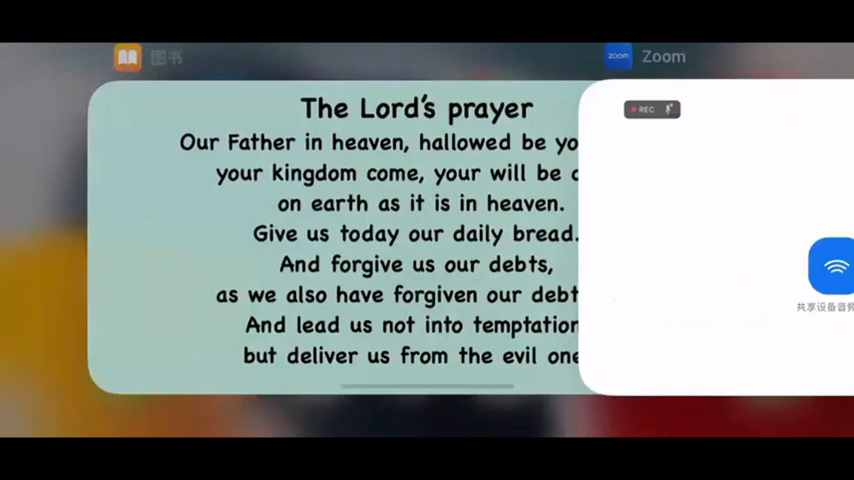 图书
zoom
Zoom
The Lord's prayer
Our Father in heaven, hallowed be yo
your kingdom come, your will be
on earth as it is in heaven.
Give us today our daily bread.
And forgive us our debts,
as we also have forgiven our debt
And lead us not into temptation
but deliver us from the evil one
REC
共享设备音频